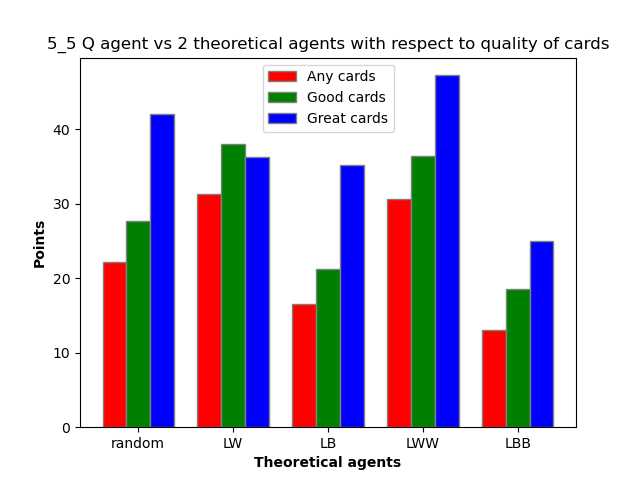 5_5 Q agent vs 2 theoretical agents with respect to quality of cards
Any cards
Good cards
Great cards
Points
40
30
20
10
0
random LW LB LWW LBB
Theoretical agents